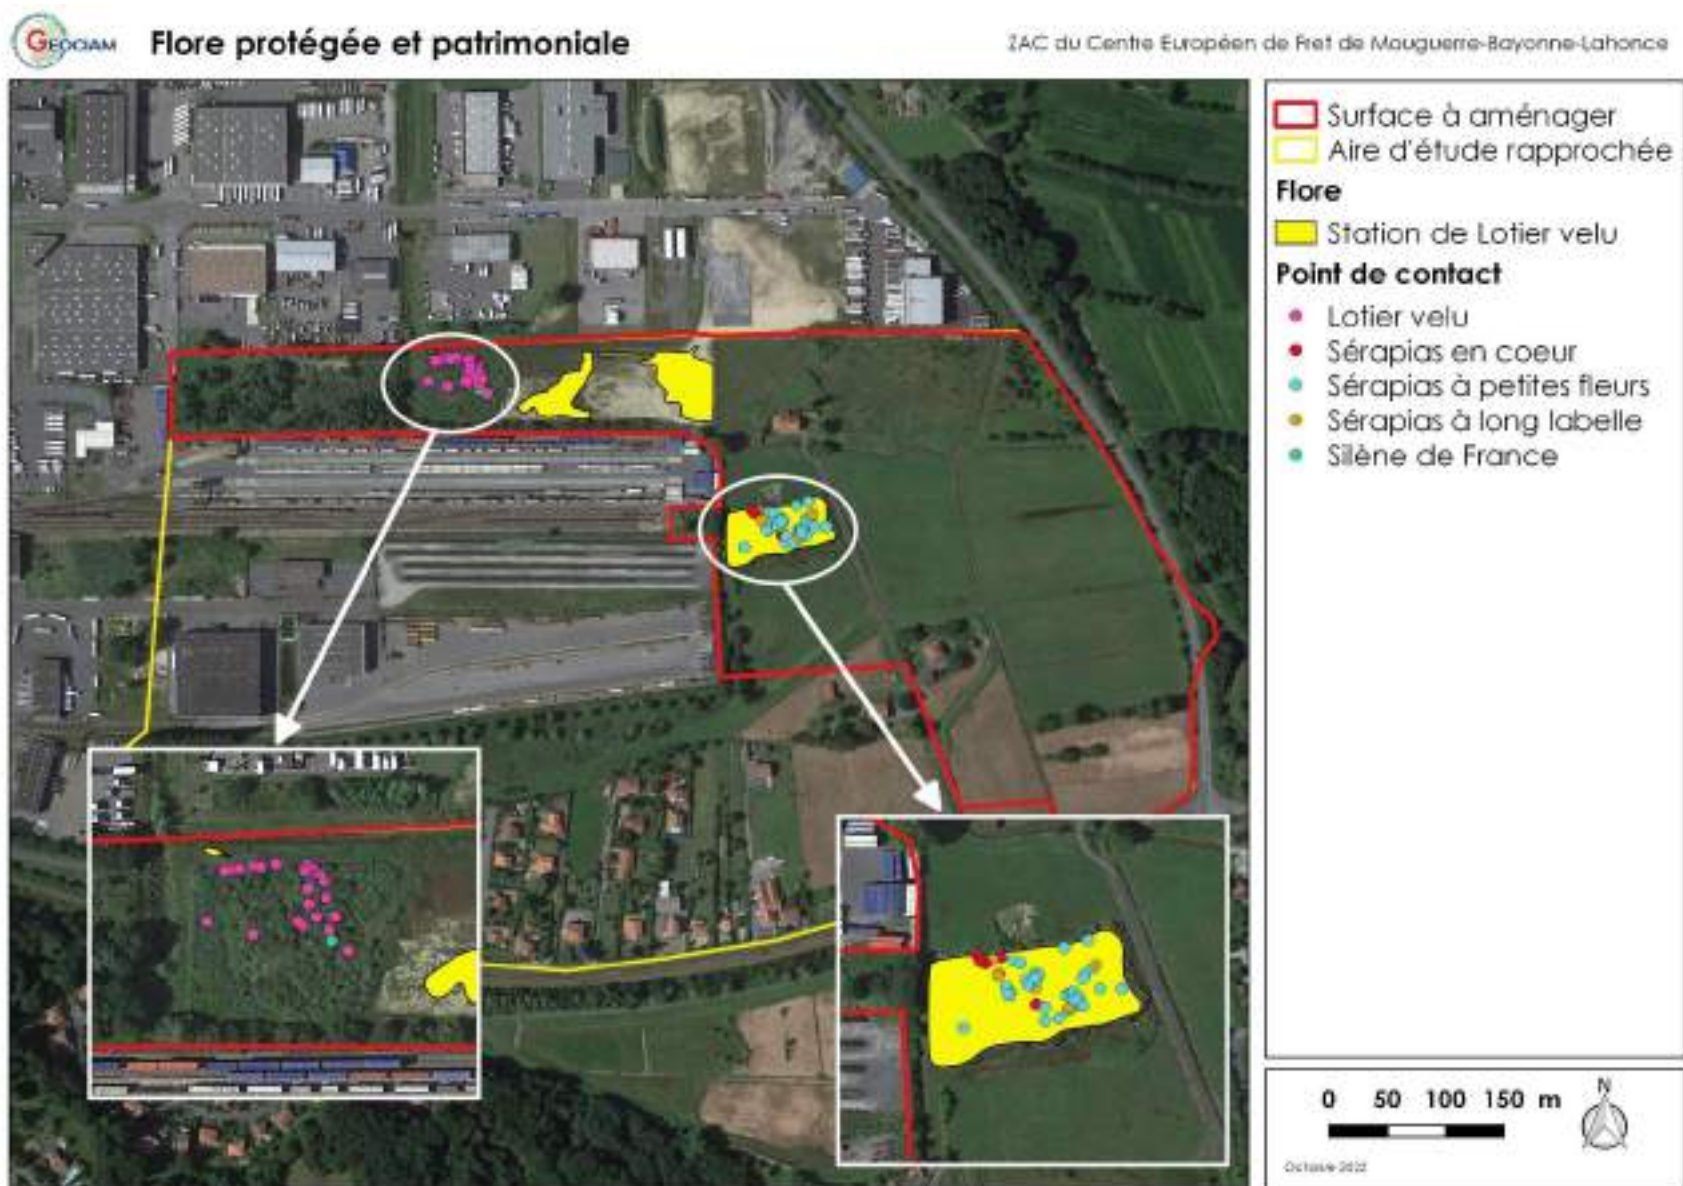 GEOCIAM
Flore protégée et patrimoniale
ZAC du Centre Européen de Fret de Mouguerre-Bayonne-Lahonce
Surface à aménager
Aire d'étude rapprochée
Flore
Station de Lotier velu
Point de contact
Lotier velu
Sérapias en coeur
Sérapias à petites fleurs
Sérapias à long labelle
Silène de France
0 50 100 150 m
N
Octobre 2022